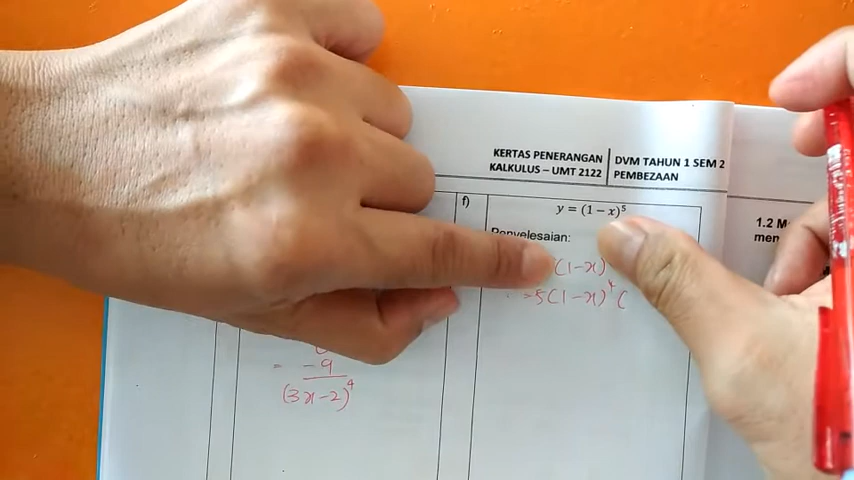 KERTAS PENERANGAN
KALKULUS – UMT 2122
DVM TAHUN 1 SEM 2
PEMBEZAAN
f)
y = (1 − x)⁵
Penyelesaian:
(1-x)
=5(1-x)⁴(
= -9
(3x-2)⁴
1.2 M
men